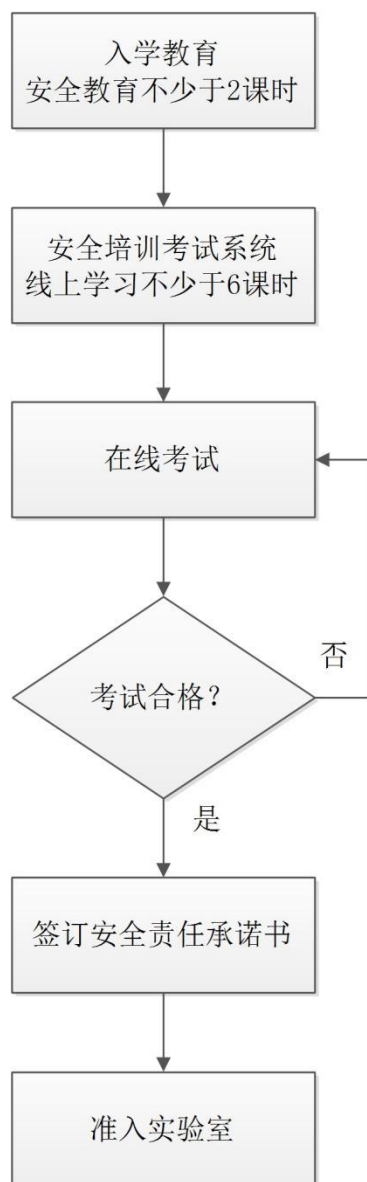 入学教育
安全教育不少于2课时
安全培训考试系统
线上学习不少于6课时
在线考试
考试合格？
否
是
签订安全责任承诺书
准入实验室